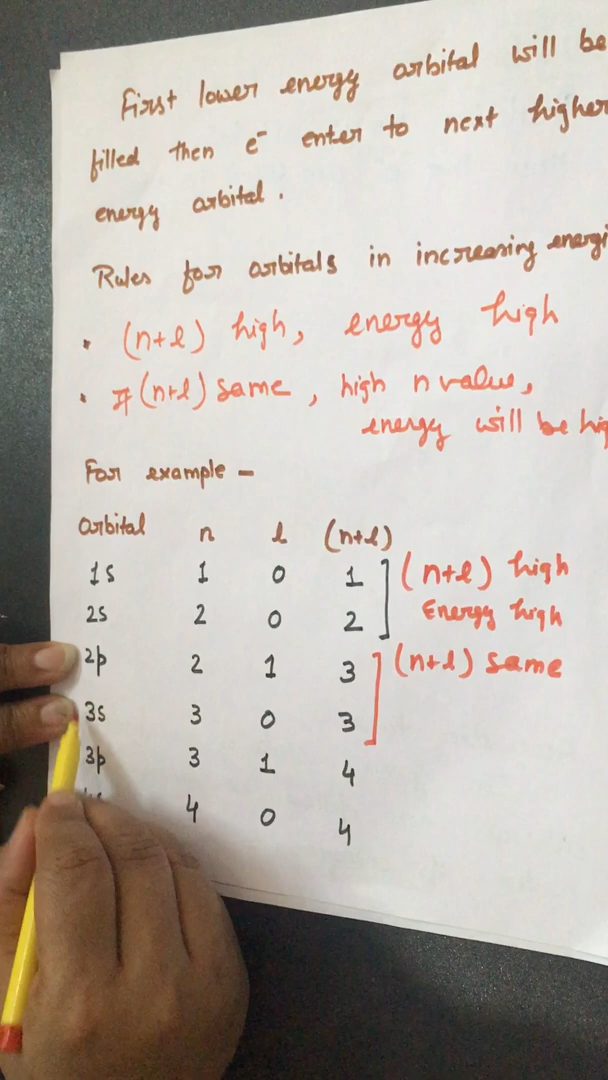 First lower energy orbital will be
filled then e⁻ enter to next higher
energy orbital.
Rules for orbitals in increasing energi
• (n+l) high, energy high
• If (n+l) same, high n value,
energy will be hig
For example -
Orbital n l (n+l)
1s 1 0 1 (n+l) high
2s 2 0 2 Energy high
2p 2 1 3 (n+l) same
3s 3 0 3
3p 3 1 4
4 0 4